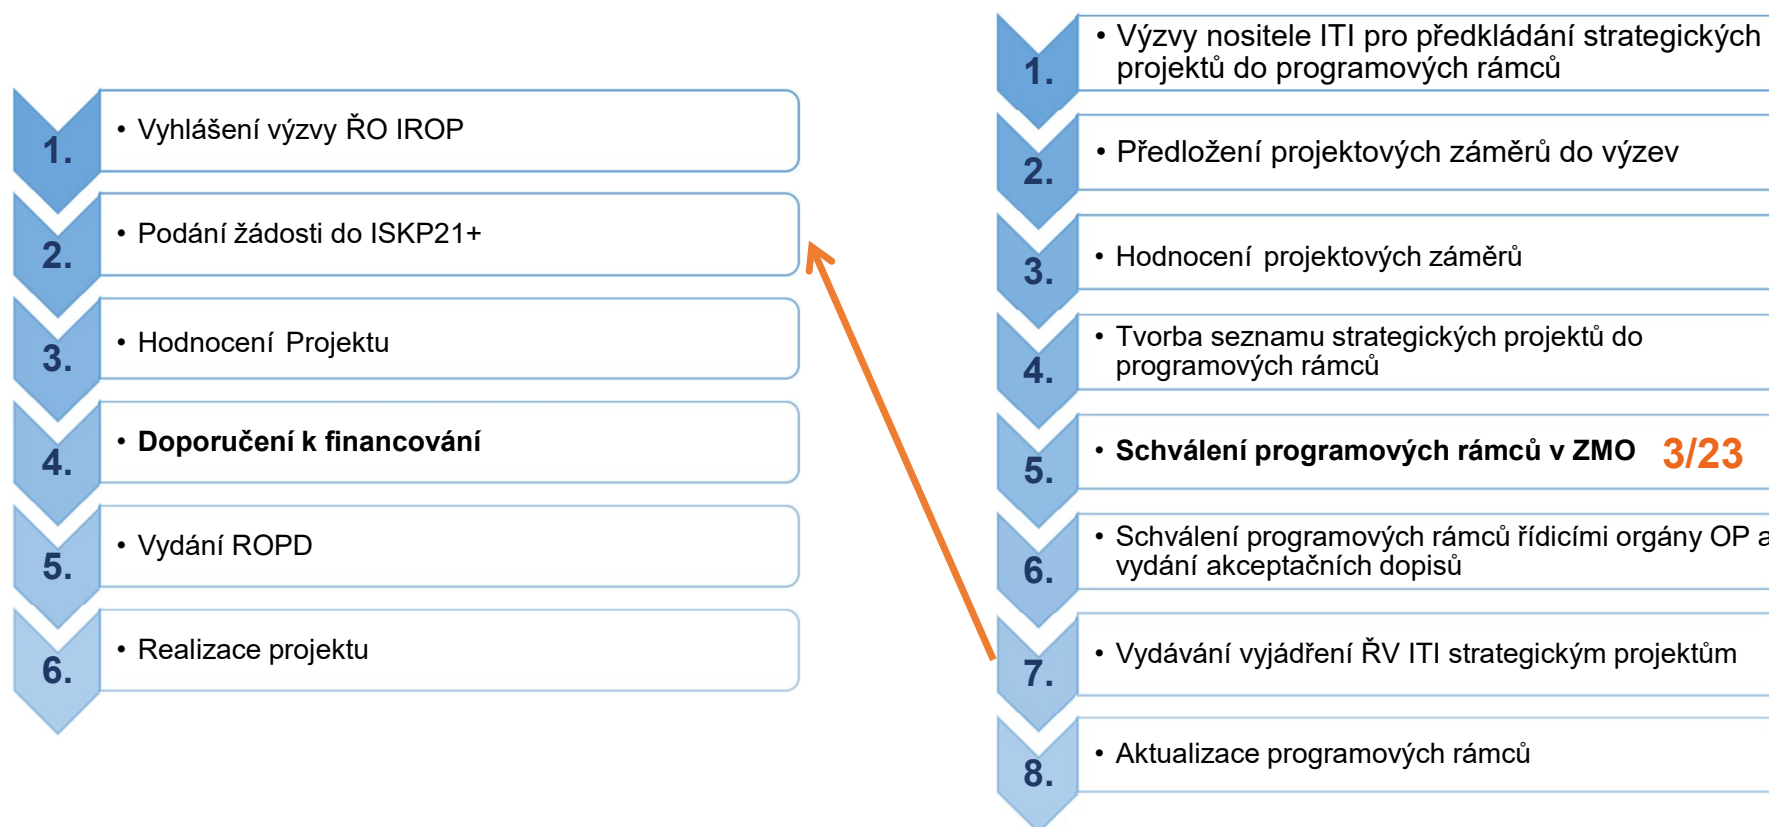 1.
• Vyhlášení výzvy ŘO IROP
2.
• Podání žádosti do ISKP21+
3.
• Hodnocení Projektu
4.
• Doporučení k financování
5.
• Vydání ROPD
6.
• Realizace projektu
1.
• Výzvy nositele ITI pro předkládání strategických
projektů do programových rámců
2.
• Předložení projektových záměrů do výzev
3.
• Hodnocení projektových záměrů
4.
• Tvorba seznamu strategických projektů do
programových rámců
5.
• Schválení programových rámců v ZMO 3/23
6.
• Schválení programových rámců řídicími orgány OP a
vydání akceptačních dopisů
7.
• Vydávání vyjádření ŘV ITI strategickým projektům
8.
• Aktualizace programových rámců